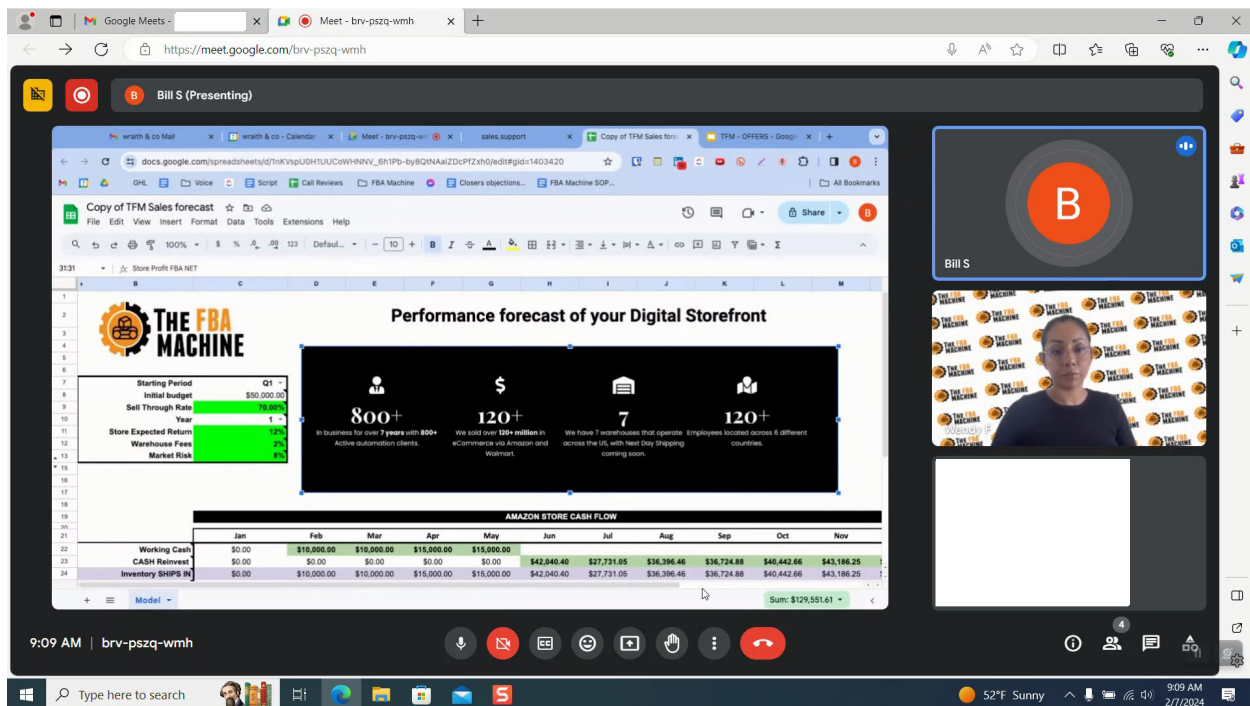 Google Meets -
Meet - brv-pszq-wmh
https://meet.google.com/brv-pszq-wmh
B Bill S (Presenting)
wraith & co Mail
wraith & co - Calendar
Meet - brv-pszq-w
sales.support
Copy of TFM Sales fore
TFM - OFFERS - Googl
GHL
Voice
Script
Call Reviews
FBA Machine
Closers objections...
FBA Machine SOP...
All Bookmarks
Copy of TFM Sales forecast
Share
B
File Edit View Insert Format Data Tools Extensions Help
100% $ % .0 .00 123 Defaul... 10 B I A
31:31 fx Store Profit FBA NET
B C D E F G H I J K L M
THE FBA
MACHINE
Performance forecast of your Digital Storefront
Starting Period Q1
Initial budget $50,000.00
Sell Through Rate 70.00%
Year 1
Store Expected Return 12%
Warehouse Fees 2%
Market Risk 8%
800+
In business for over 7 years with 800+
Active automation clients.
120+
We sold over 120+ million in
eCommerce via Amazon and
Walmart.
7
We have 7 warehouses that operate
across the US, with Next Day Shipping
coming soon.
120+
Employees located across 6 different
countries.
AMAZON STORE CASH FLOW
Jan Feb Mar Apr May Jun Jul Aug Sep Oct Nov
22 Working Cash $0.00 $10,000.00 $10,000.00 $15,000.00 $15,000.00
23 CASH Reinvest $0.00 $0.00 $0.00 $0.00 $0.00 $42,040.40 $27,731.05 $36,396.46 $36,724.88 $40,442.66 $43,186.25
24 Inventory SHIPS IN $0.00 $10,000.00 $10,000.00 $15,000.00 $15,000.00 $42,040.40 $27,731.05 $36,396.46 $36,724.88 $40,442.66 $43,186.25
Model
Sum: $129,551.61
B
Bill S
THE FBA
MACHINE
Wendy F
9:09 AM | brv-pszq-wmh
4
Type here to search
52°F Sunny
9:09 AM
2/7/2024